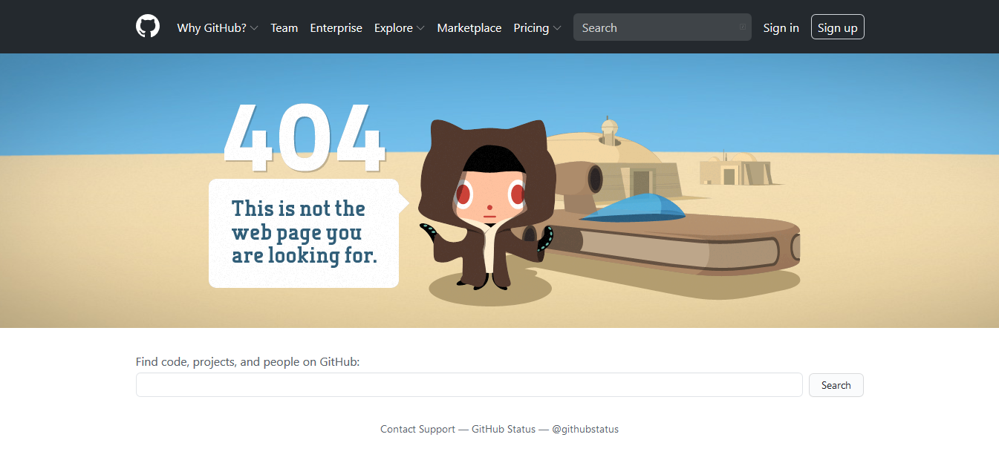 Why GitHub? Team Enterprise Explore Marketplace Pricing Search / Sign in Sign up
404
This is not the
web page you
are looking for.
Find code, projects, and people on GitHub:
Search
Contact Support — GitHub Status — @githubstatus